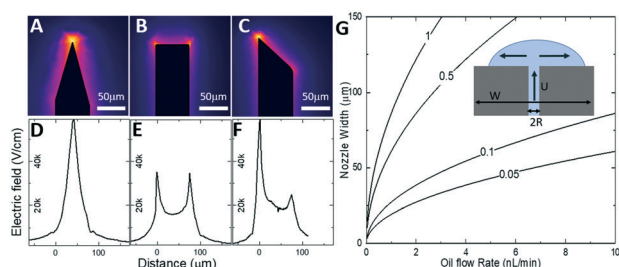 A
B
C
50µm
50µm
50µm
D
E
F
Electric field (V/cm)
40k
20k
40k
20k
40k
20k
0
100
0
100
0
100
Distance (µm)
G
Nozzle Width (µm)
150
100
50
0
1
0.5
0.1
0.05
W
U
2R
0
2
4
6
8
10
Oil flow Rate (nL/min)